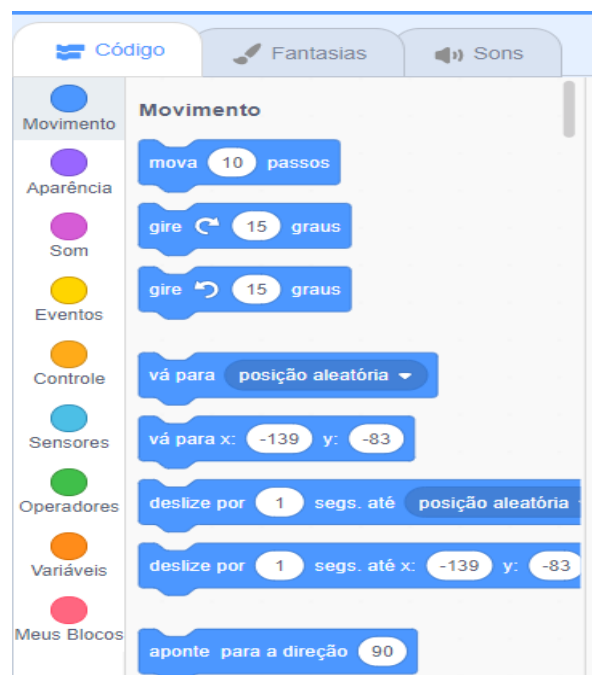 Código Fantasias Sons
Movimento
Aparência
Som
Eventos
Controle
Sensores
Operadores
Variáveis
Meus Blocos
Movimento
mova 10 passos
gire 15 graus
gire 15 graus
vá para posição aleatória
vá para x: -139 y: -83
deslize por 1 segs. até posição aleatória
deslize por 1 segs. até x: -139 y: -83
aponte para a direção 90